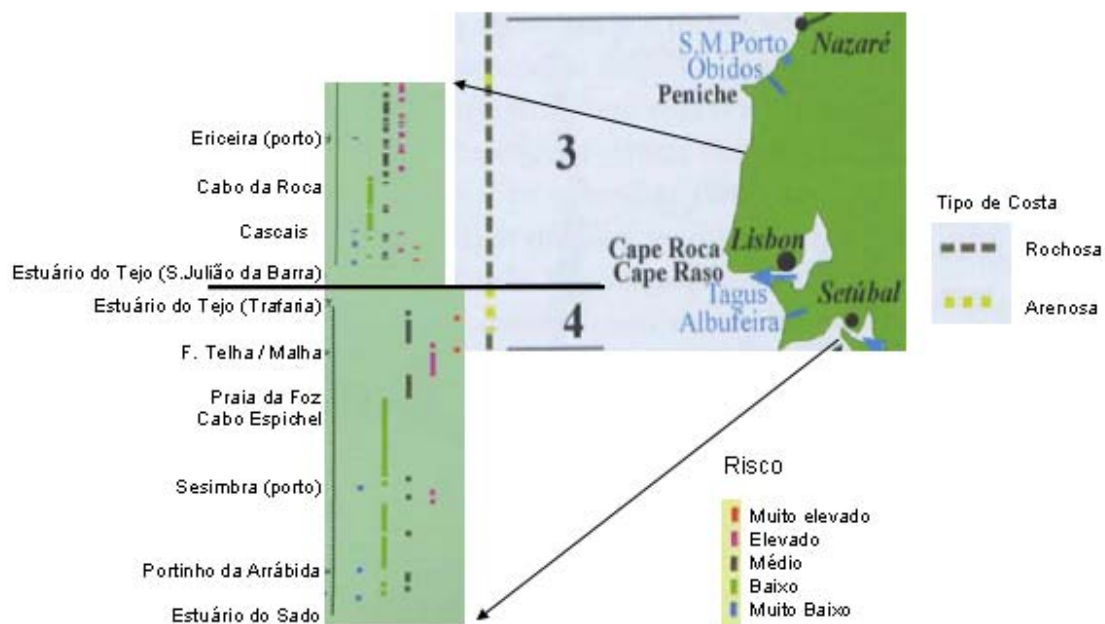 Nazaré
S.M.Porto
Óbidos
Peniche
3
Cape Roca
Cape Raso
Lisbon
Tagus
Albufeira
Setúbal
4
Ericeira (porto)
Cabo da Roca
Cascais
Estuário do Tejo (S.Julião da Barra)
Estuário do Tejo (Trafaria)
F. Telha / Malha
Praia da Foz
Cabo Espichel
Sesimbra (porto)
Portinho da Arrábida
Estuário do Sado
Tipo de Costa
Rochosa
Arenosa
Risco
Muito elevado
Elevado
Médio
Baixo
Muito Baixo